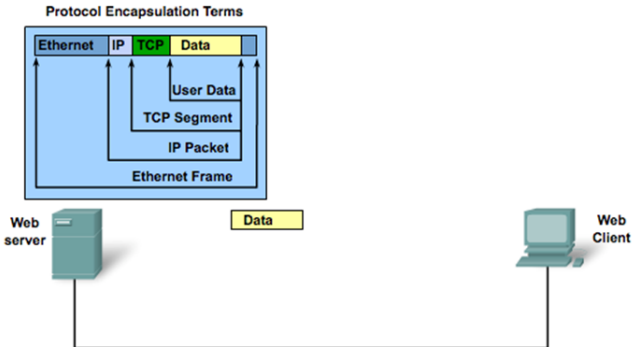 Protocol Encapsulation Terms
Ethernet IP TCP Data
User Data
TCP Segment
IP Packet
Ethernet Frame
Web
server
Data
Web
Client